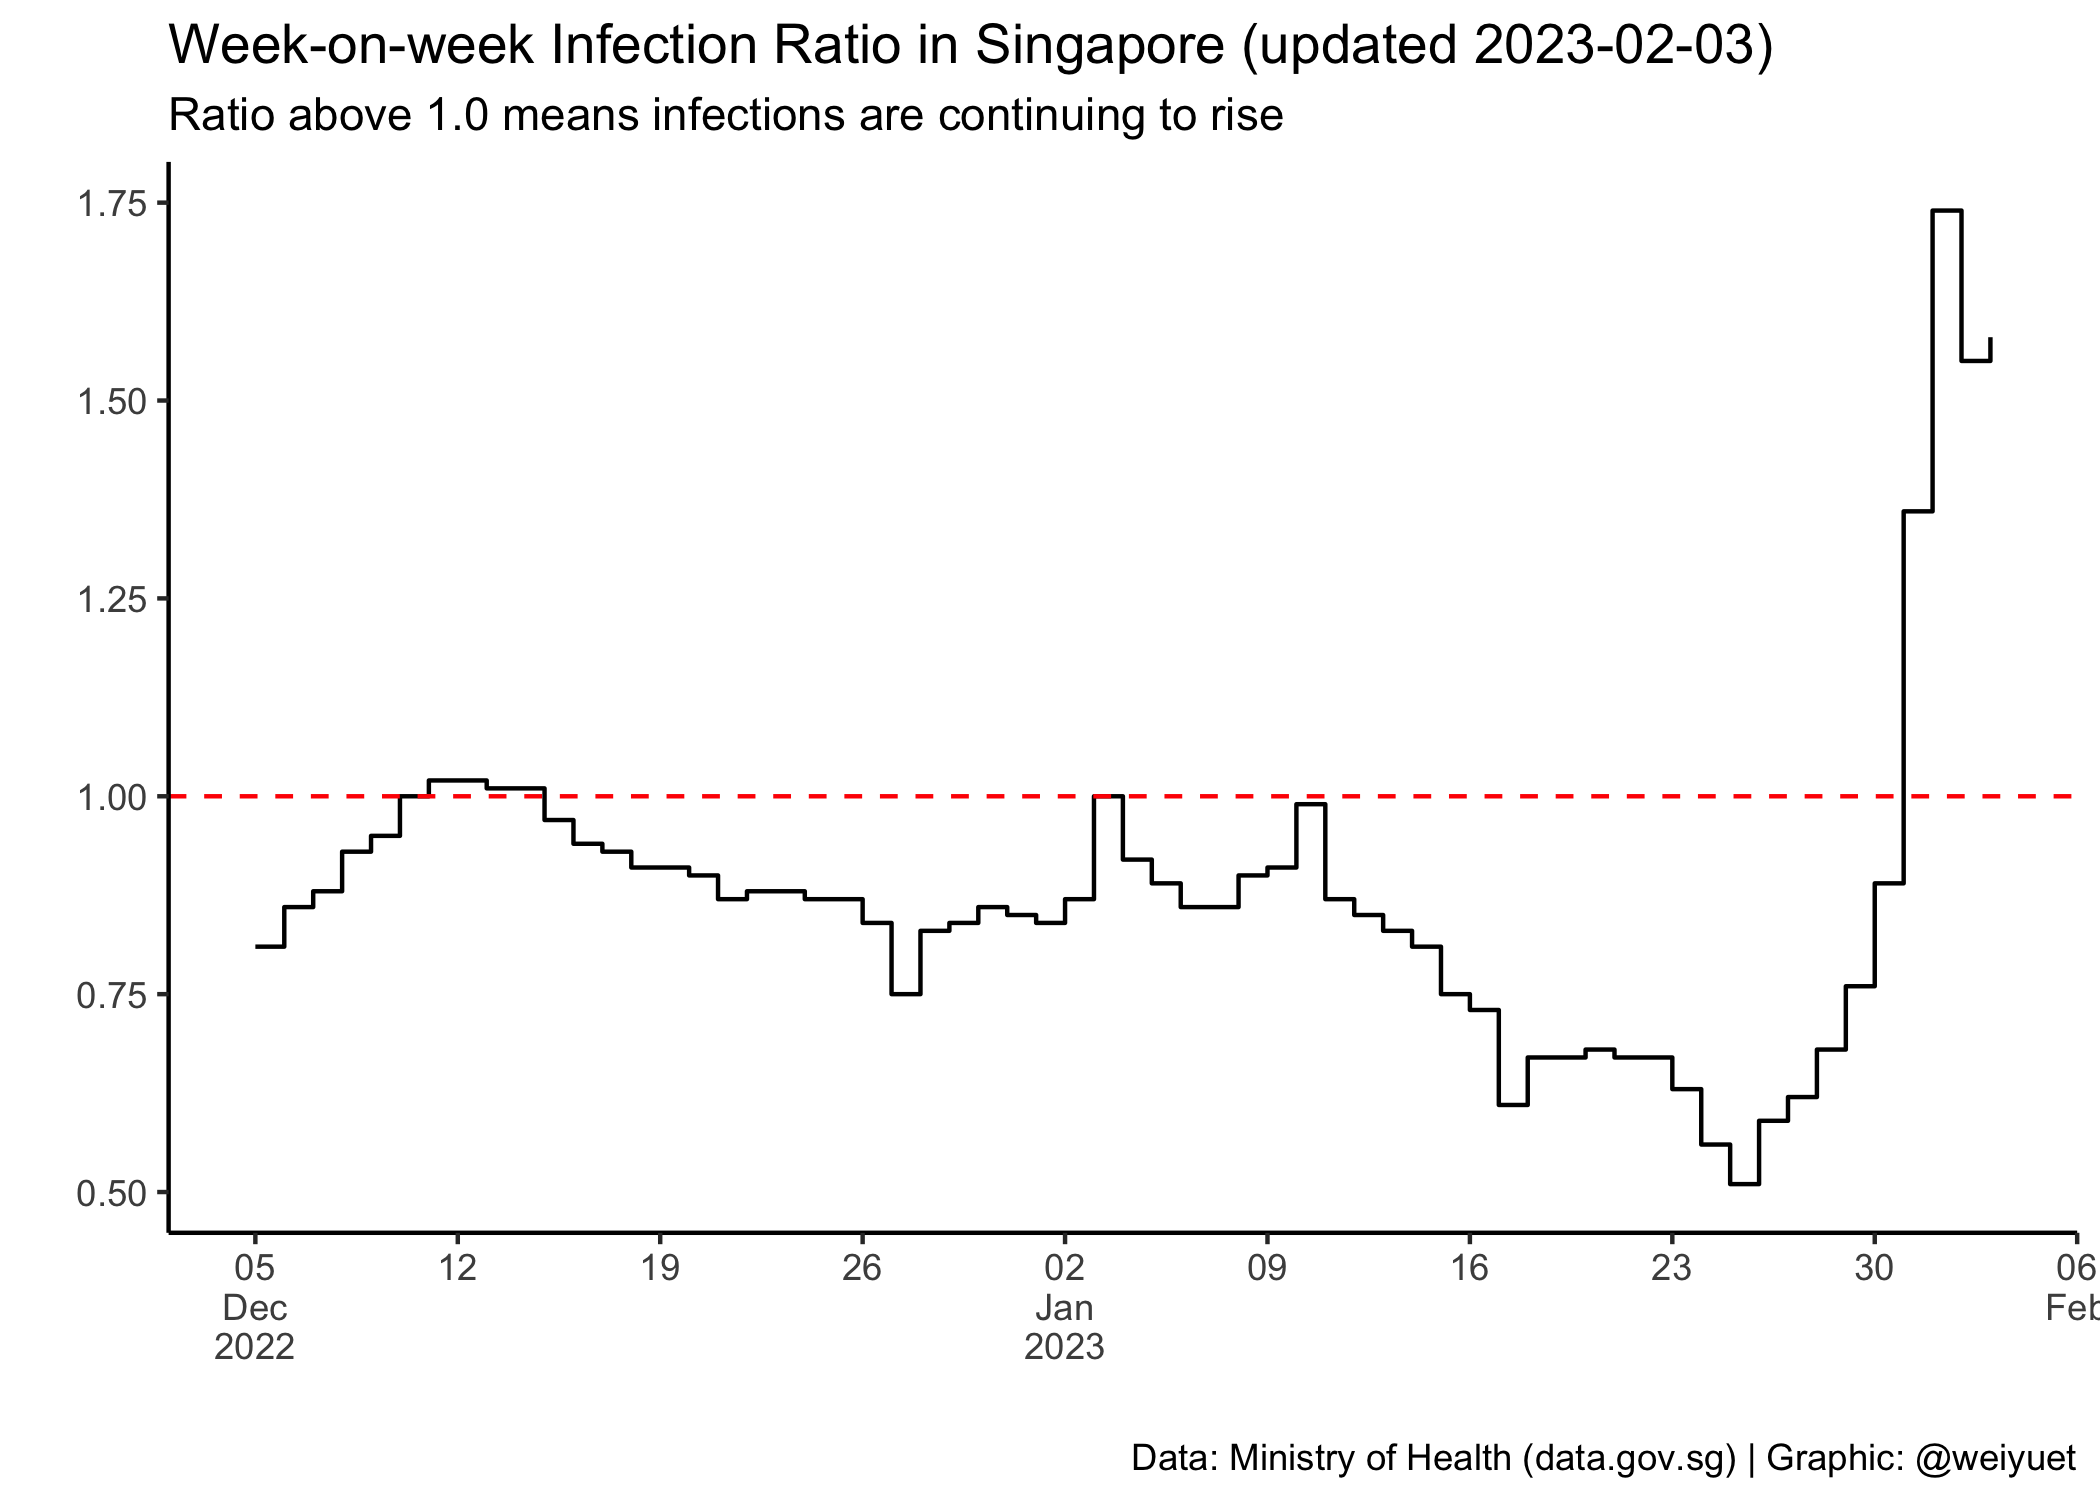 Week-on-week Infection Ratio in Singapore (updated 2023-02-03)
Ratio above 1.0 means infections are continuing to rise
1.75
1.50
1.25
1.00
0.75
0.50
05 12 19 26 02 09 16 23 30 06
Dec Jan Feb
2022 2023
Data: Ministry of Health (data.gov.sg) | Graphic: @weiyuet